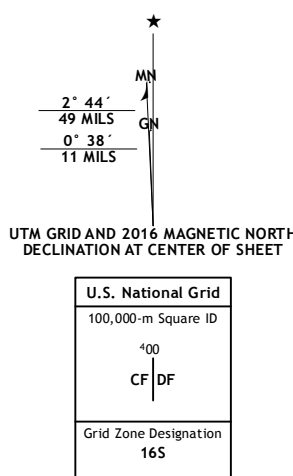 ★
MN
2° 44´
49 MILS
GN
0° 38´
11 MILS
UTM GRID AND 2016 MAGNETIC NORTH
DECLINATION AT CENTER OF SHEET
U.S. National Grid
100,000-m Square ID
⁴00
CF DF
Grid Zone Designation
16S